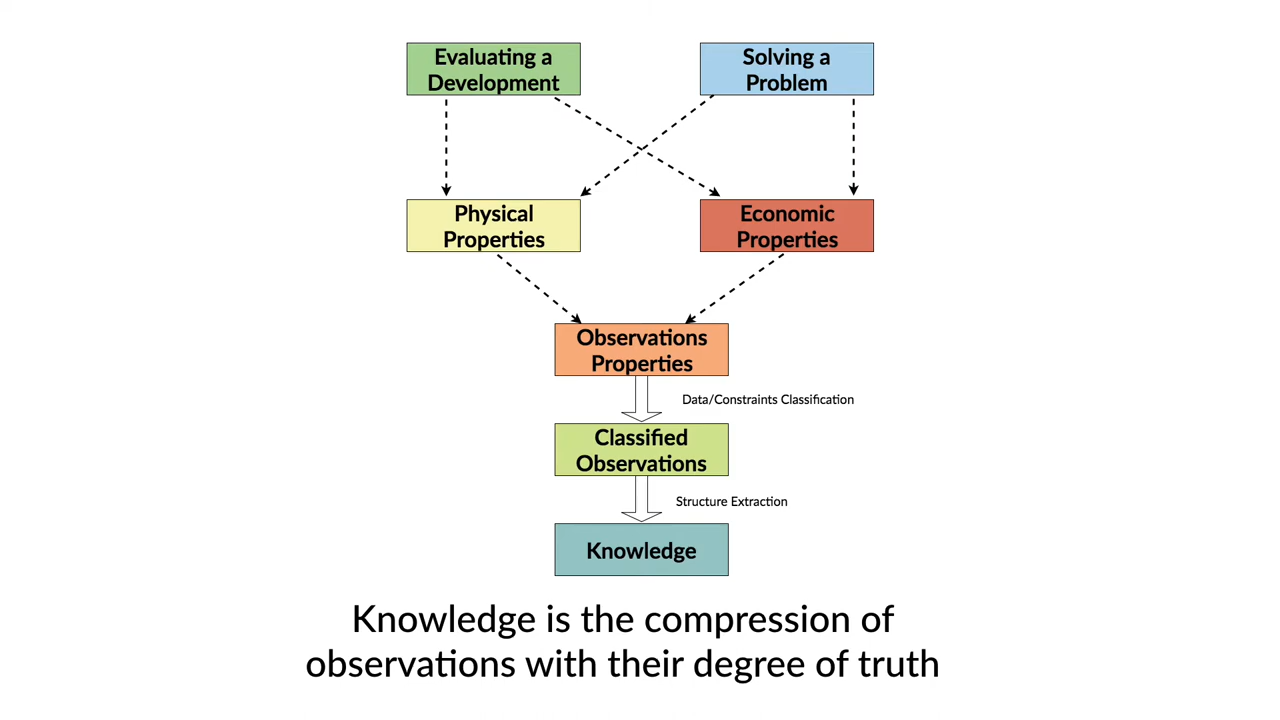 Evaluating a
Development
Solving a
Problem
Physical
Properties
Economic
Properties
Observations
Properties
Data/Constraints Classification
Classified
Observations
Structure Extraction
Knowledge
Knowledge is the compression of
observations with their degree of truth